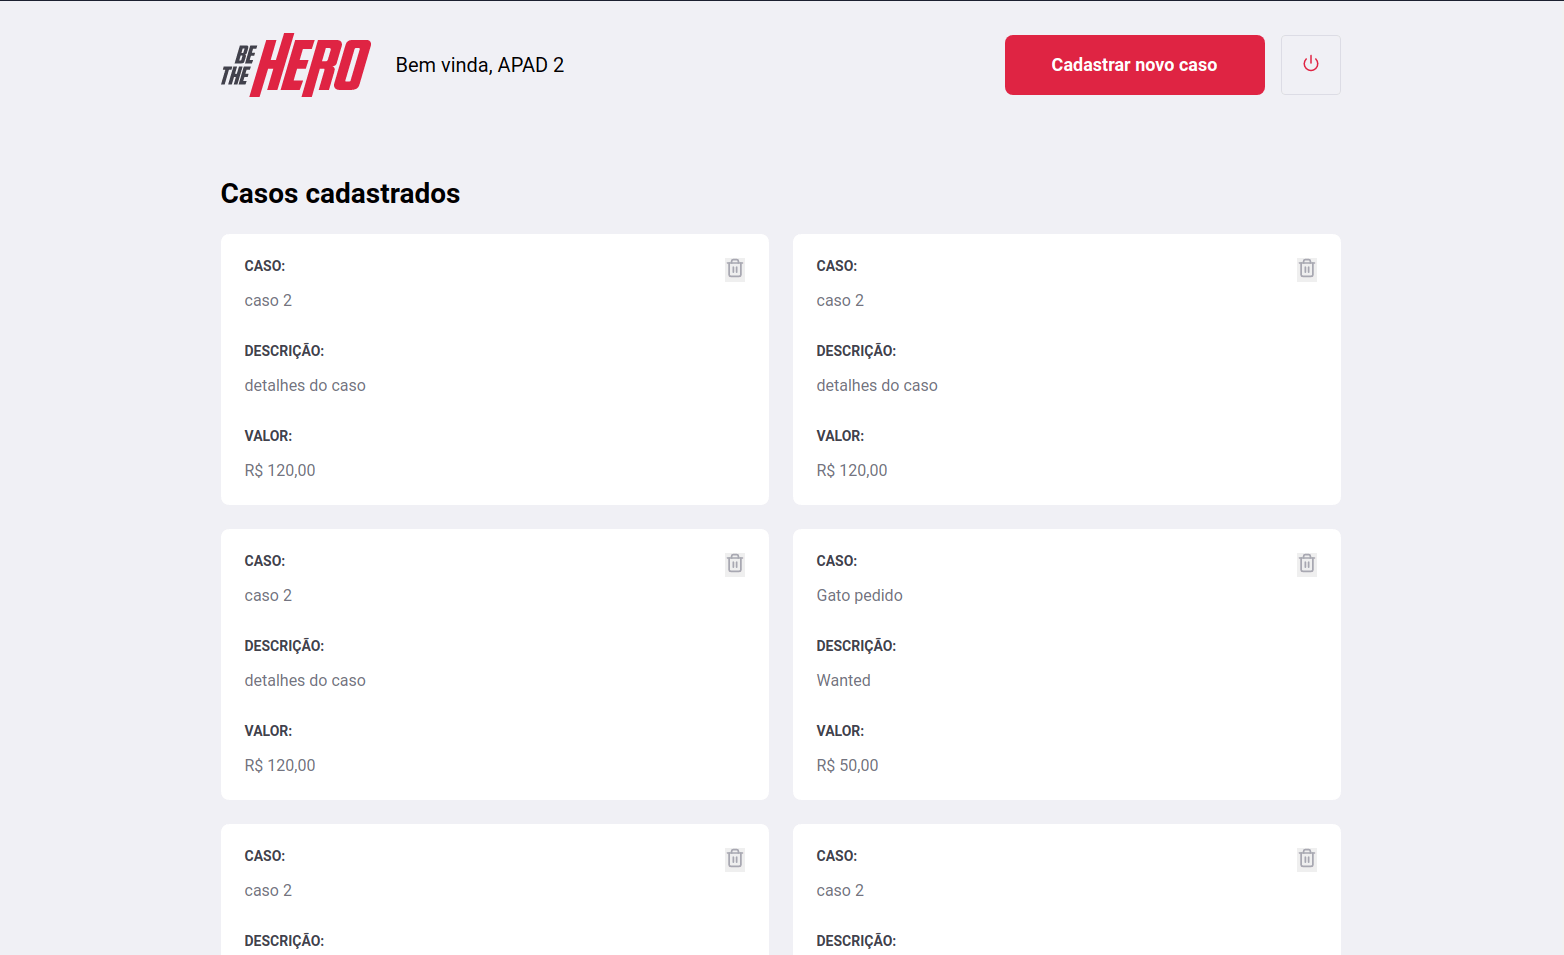 BE THE HERO
Bem vinda, APAD 2
Cadastrar novo caso
Casos cadastrados
CASO:
caso 2
DESCRIÇÃO:
detalhes do caso
VALOR:
R$ 120,00
CASO:
caso 2
DESCRIÇÃO:
detalhes do caso
VALOR:
R$ 120,00
CASO:
caso 2
DESCRIÇÃO:
detalhes do caso
VALOR:
R$ 120,00
CASO:
Gato pedido
DESCRIÇÃO:
Wanted
VALOR:
R$ 50,00
CASO:
caso 2
DESCRIÇÃO:
CASO:
caso 2
DESCRIÇÃO: